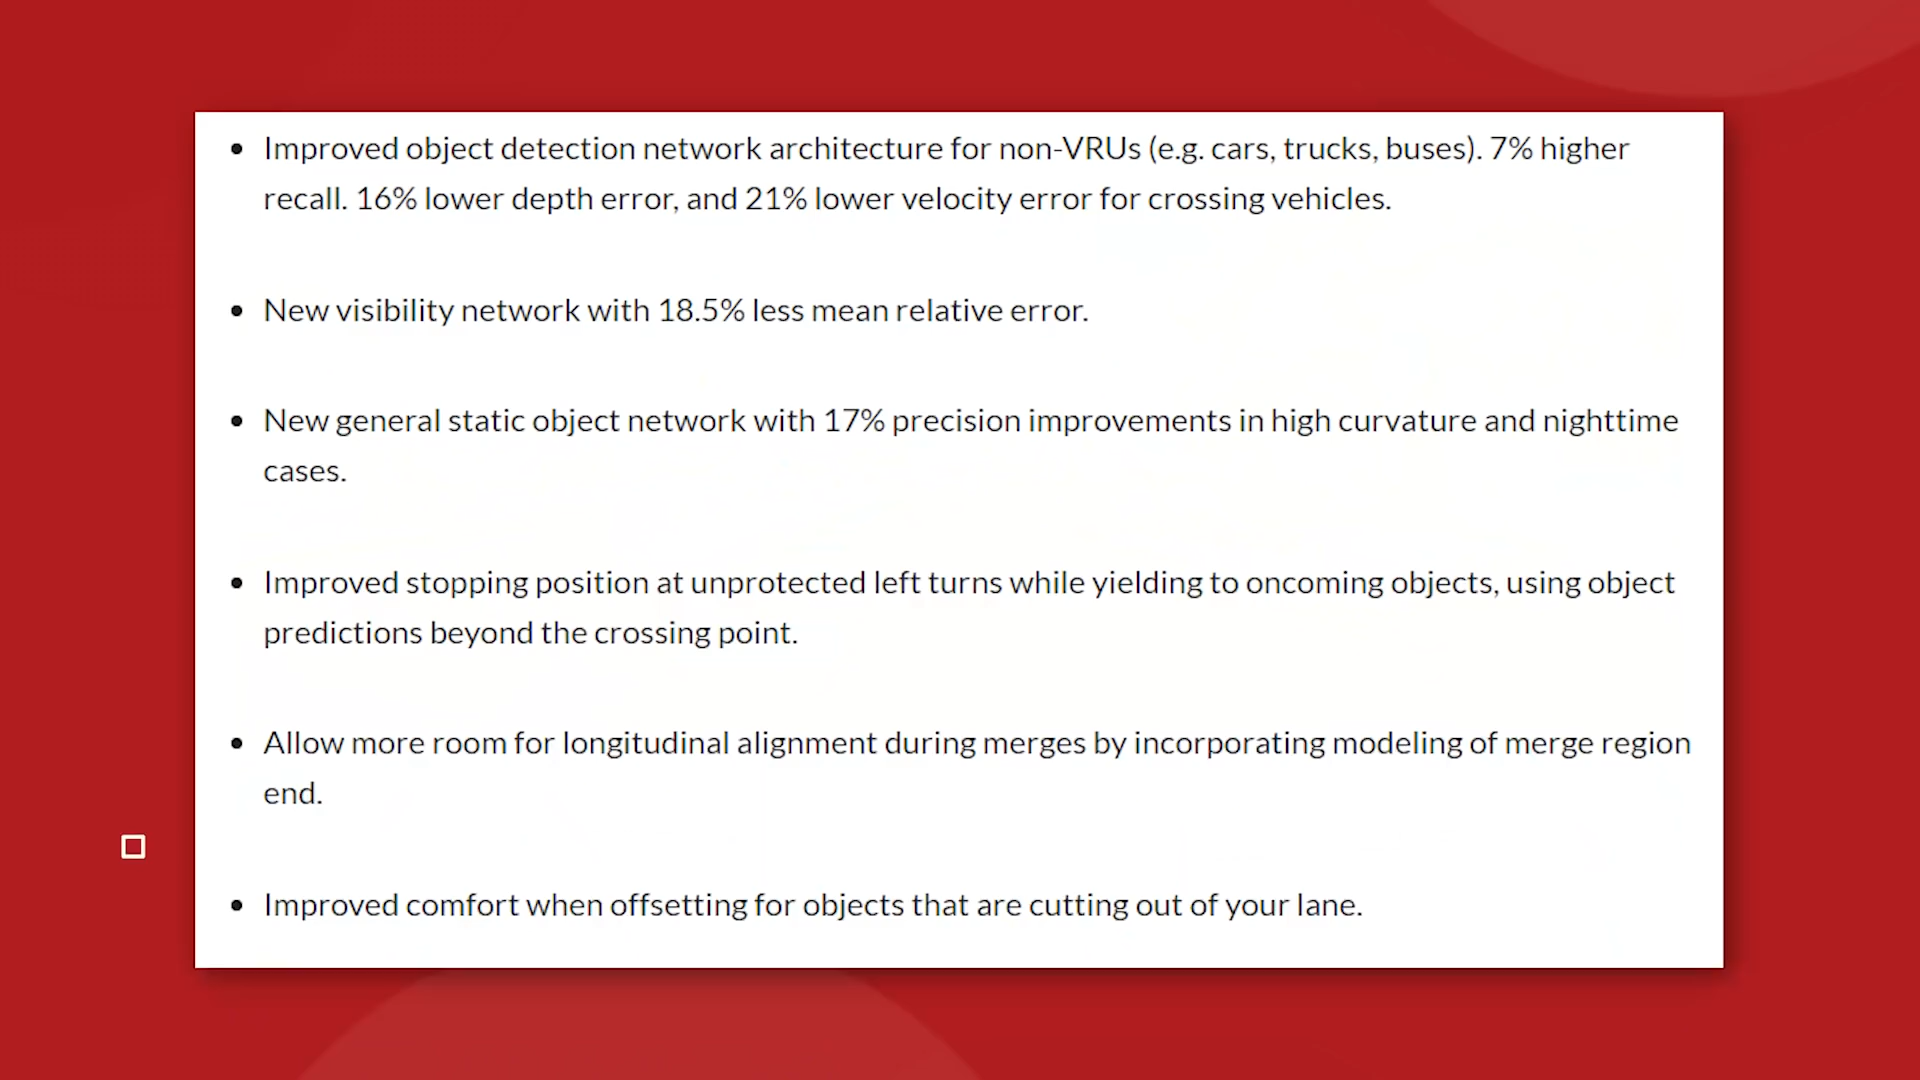 Improved object detection network architecture for non-VRUs (e.g. cars, trucks, buses). 7% higher
recall. 16% lower depth error, and 21% lower velocity error for crossing vehicles.
New visibility network with 18.5% less mean relative error.
New general static object network with 17% precision improvements in high curvature and nighttime
cases.
Improved stopping position at unprotected left turns while yielding to oncoming objects, using object
predictions beyond the crossing point.
Allow more room for longitudinal alignment during merges by incorporating modeling of merge region
end.
Improved comfort when offsetting for objects that are cutting out of your lane.